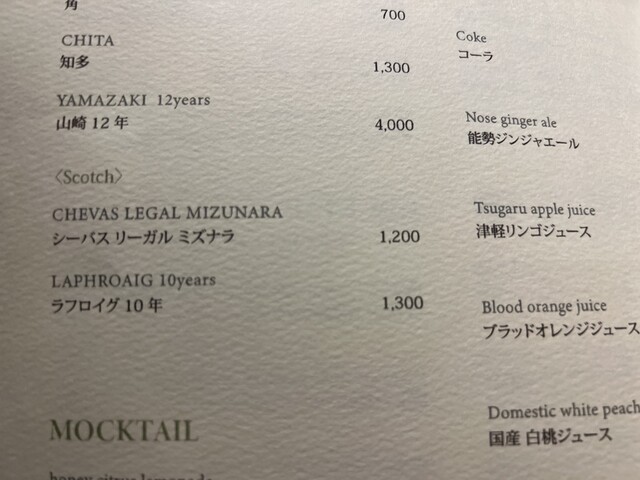 角
700
CHITA
知多
1,300
YAMAZAKI 12years
山崎 12 年
4,000
〈Scotch〉
CHEVAS LEGAL MIZUNARA
シーバス リーガル ミズナラ
1,200
LAPHROAIG 10years
ラフロイグ 10 年
1,300
MOCKTAIL
honey citrus lemonade
Coke
コーラ
Nose ginger ale
能勢ジンジャエール
Tsugaru apple juice
津軽リンゴジュース
Blood orange juice
ブラッドオレンジジュース
Domestic white peach
国産 白桃ジュース